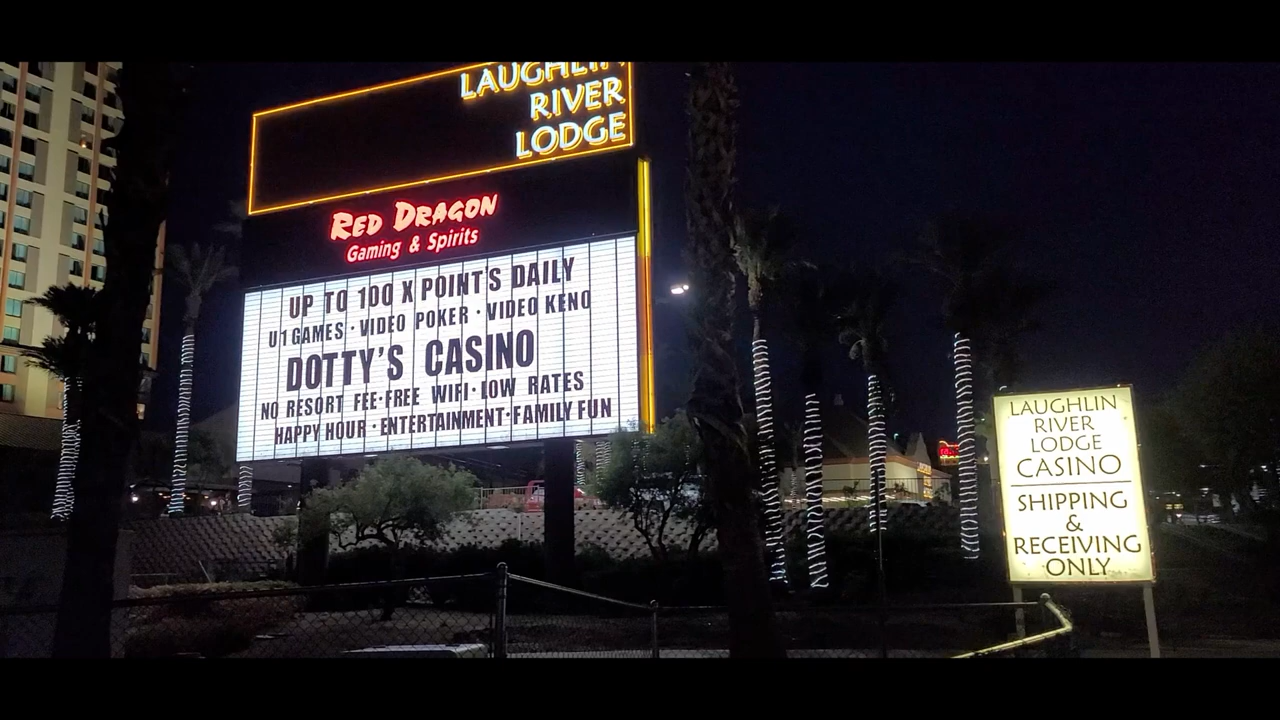 LAUGHLIN
RIVER
LODGE
RED DRAGON
Gaming & Spirits
UP TO 100 X POINT'S DAILY
U1 GAMES · VIDEO POKER · VIDEO KENO
DOTTY'S CASINO
NO RESORT FEE·FREE WIFI·LOW RATES
HAPPY HOUR · ENTERTAINMENT·FAMILY FUN
LAUGHLIN
RIVER
LODGE
CASINO
SHIPPING
&
RECEIVING
ONLY